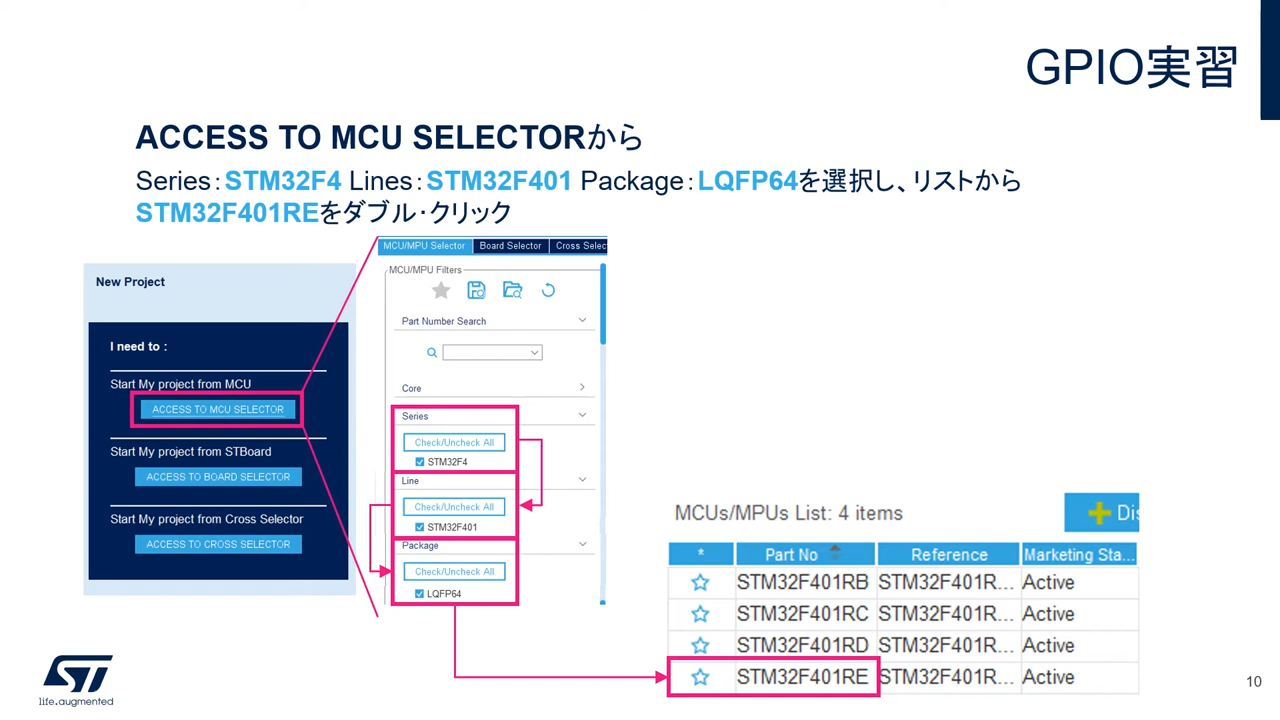 GPIO実習
ACCESS TO MCU SELECTORから
Series：STM32F4 Lines：STM32F401 Package：LQFP64を選択し、リストから
STM32F401REをダブル・クリック
New Project
I need to :
Start My project from MCU
ACCESS TO MCU SELECTOR
Start My project from STBoard
ACCESS TO BOARD SELECTOR
Start My project from Cross Selector
ACCESS TO CROSS SELECTOR
MCU/MPU Selector Board Selector Cross Selec
MCU/MPU Filters
Part Number Search
Core
Series
Check/Uncheck All
STM32F4
Line
Check/Uncheck All
STM32F401
Package
Check/Uncheck All
LQFP64
MCUs/MPUs List: 4 items
Dis
* Part No Reference Marketing Sta...
STM32F401RB STM32F401R... Active
STM32F401RC STM32F401R... Active
STM32F401RD STM32F401R... Active
STM32F401RE STM32F401R... Active
ST
life.augmented
10